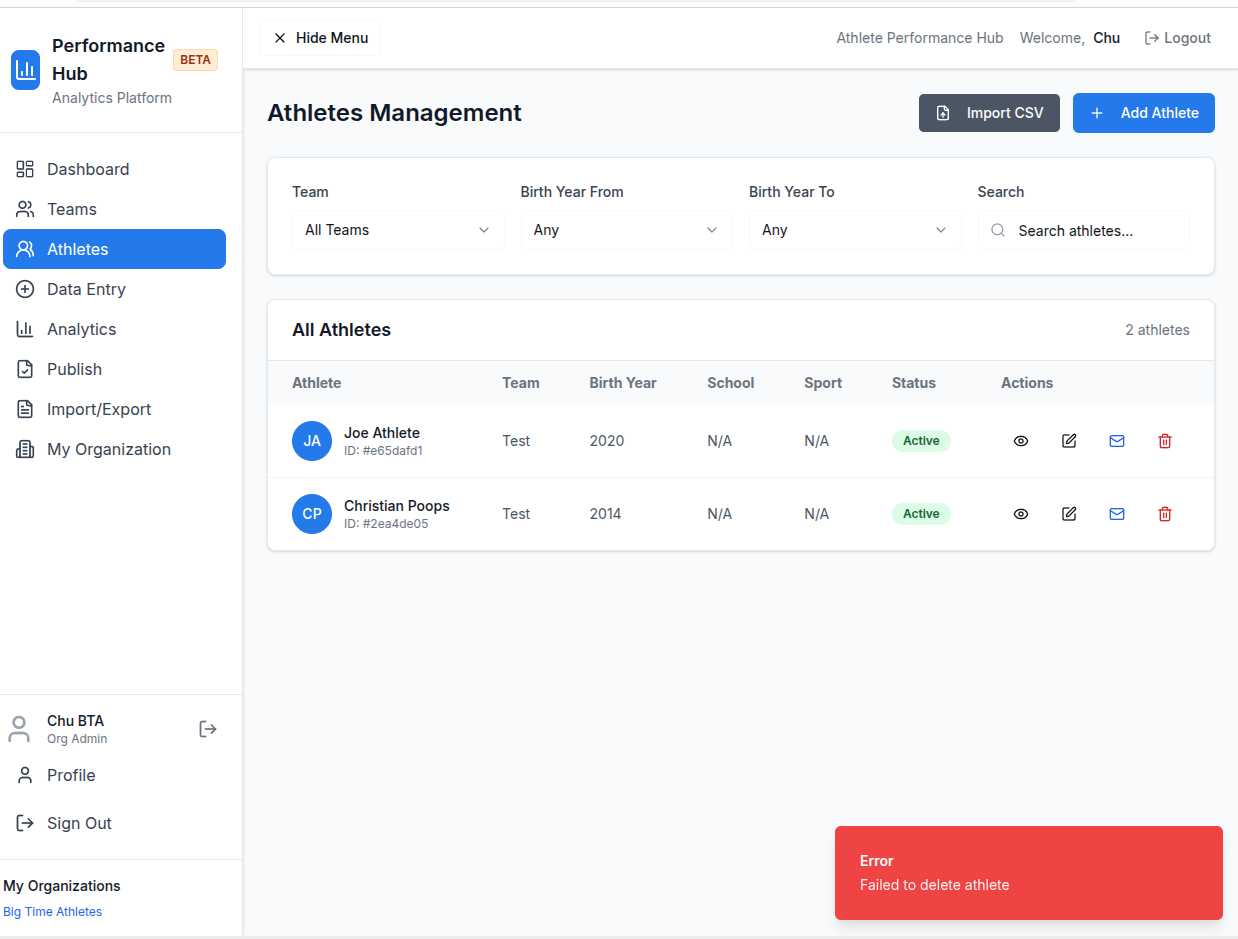 Performance
Hub
BETA
Analytics Platform
Hide Menu
Athlete Performance Hub
Welcome, Chu
Logout
Dashboard
Teams
Athletes
Data Entry
Analytics
Publish
Import/Export
My Organization
Athletes Management
Import CSV
Add Athlete
Team
Birth Year From
Birth Year To
Search
All Teams
Any
Any
Search athletes...
All Athletes
2 athletes
Athlete Team Birth Year School Sport Status Actions
JA Joe Athlete Test 2020 N/A N/A Active
ID: #e65dafd1
CP Christian Poops Test 2014 N/A N/A Active
ID: #2ea4de05
Chu BTA
Org Admin
Profile
Sign Out
My Organizations
Big Time Athletes
Error
Failed to delete athlete